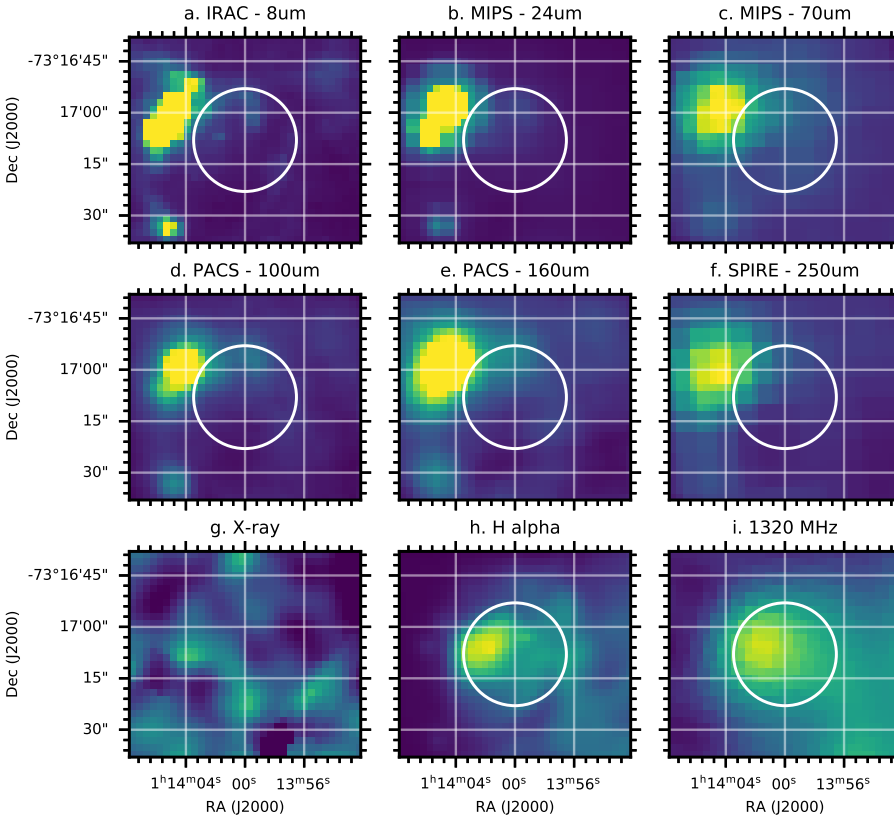 a. IRAC - 8um
b. MIPS - 24um
c. MIPS - 70um
-73°16'45"
17'00"
15"
30"
Dec (J2000)
d. PACS - 100um
e. PACS - 160um
f. SPIRE - 250um
-73°16'45"
17'00"
15"
30"
Dec (J2000)
g. X-ray
h. H alpha
i. 1320 MHz
-73°16'45"
17'00"
15"
30"
Dec (J2000)
1ʰ14ᵐ04ˢ 00ˢ 13ᵐ56ˢ
1ʰ14ᵐ04ˢ 00ˢ 13ᵐ56ˢ
1ʰ14ᵐ04ˢ 00ˢ 13ᵐ56ˢ
RA (J2000)
RA (J2000)
RA (J2000)